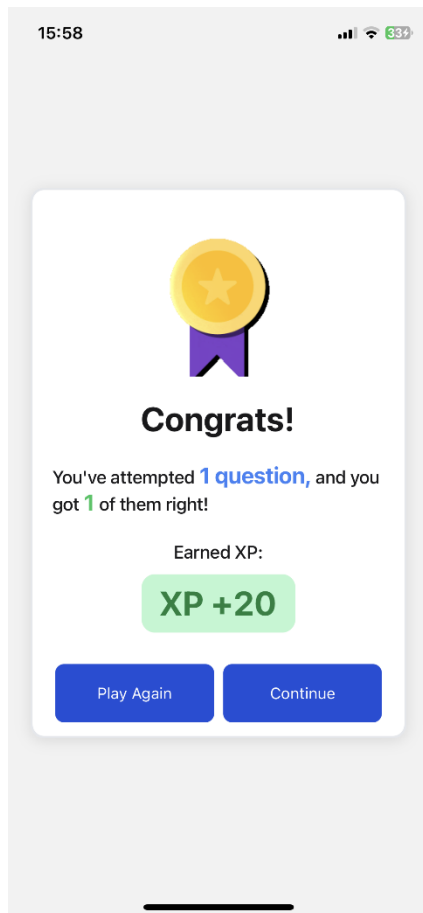 15:58
33
Congrats!
You've attempted 1 question, and you
got 1 of them right!
Earned XP:
XP +20
Play Again
Continue